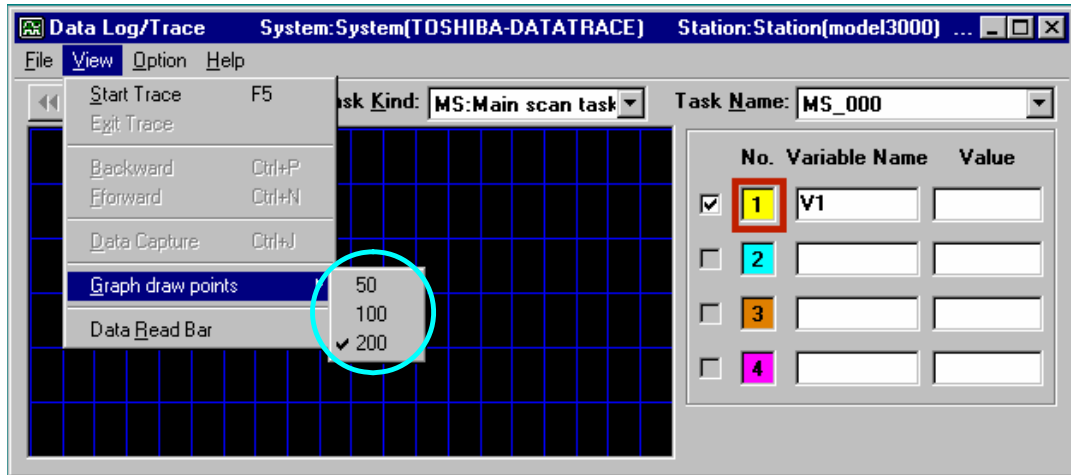 Data Log/Trace System:System(TOSHIBA-DATATRACE) Station:Station(model3000) ...
File View Option Help
Start Trace F5
Exit Trace
Backward Ctrl+P
Fforward Ctrl+N
Data Capture Ctrl+J
Graph draw points
Data Read Bar
50
100
200
ask Kind: MS:Main scan task
Task Name: MS_000
No. Variable Name Value
1 V1
2
3
4